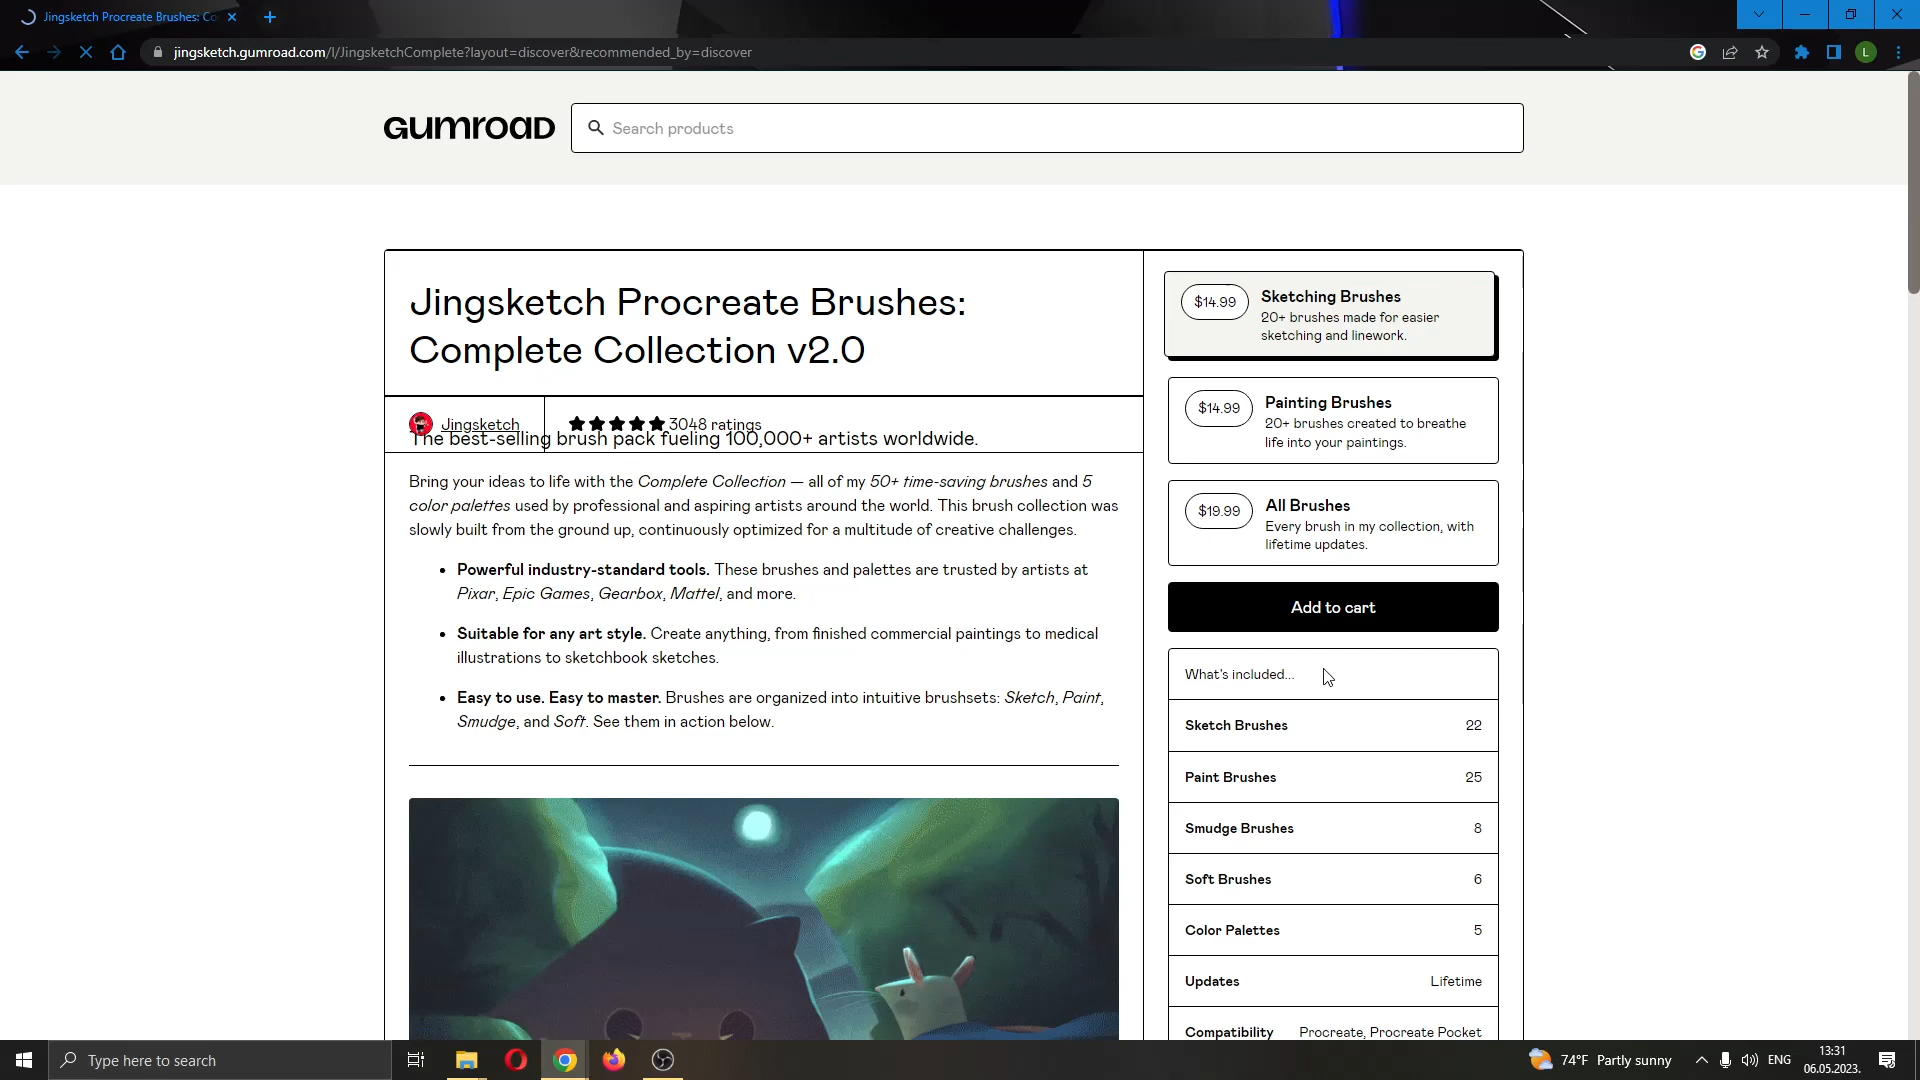 Jingsketch Procreate Brushes: Co
jingsketch.gumroad.com/l/JingsketchComplete?layout=discover&recommended_by=discover
L
GUMROAD
Search products
Jingsketch Procreate Brushes:
Complete Collection v2.0
Jingsketch
3048 ratings
The best-selling brush pack fueling 100,000+ artists worldwide.
Bring your ideas to life with the Complete Collection — all of my 50+ time-saving brushes and 5
color palettes used by professional and aspiring artists around the world. This brush collection was
slowly built from the ground up, continuously optimized for a multitude of creative challenges.
• Powerful industry-standard tools. These brushes and palettes are trusted by artists at
Pixar, Epic Games, Gearbox, Mattel, and more.
• Suitable for any art style. Create anything, from finished commercial paintings to medical
illustrations to sketchbook sketches.
• Easy to use. Easy to master. Brushes are organized into intuitive brushsets: Sketch, Paint,
Smudge, and Soft. See them in action below.
$14.99
Sketching Brushes
20+ brushes made for easier
sketching and linework.
$14.99
Painting Brushes
20+ brushes created to breathe
life into your paintings.
$19.99
All Brushes
Every brush in my collection, with
lifetime updates.
Add to cart
What's included...
Sketch Brushes 22
Paint Brushes 25
Smudge Brushes 8
Soft Brushes 6
Color Palettes 5
Updates Lifetime
Compatibility Procreate, Procreate Pocket
Type here to search
74°F Partly sunny
ENG
13:31
06.05.2023.